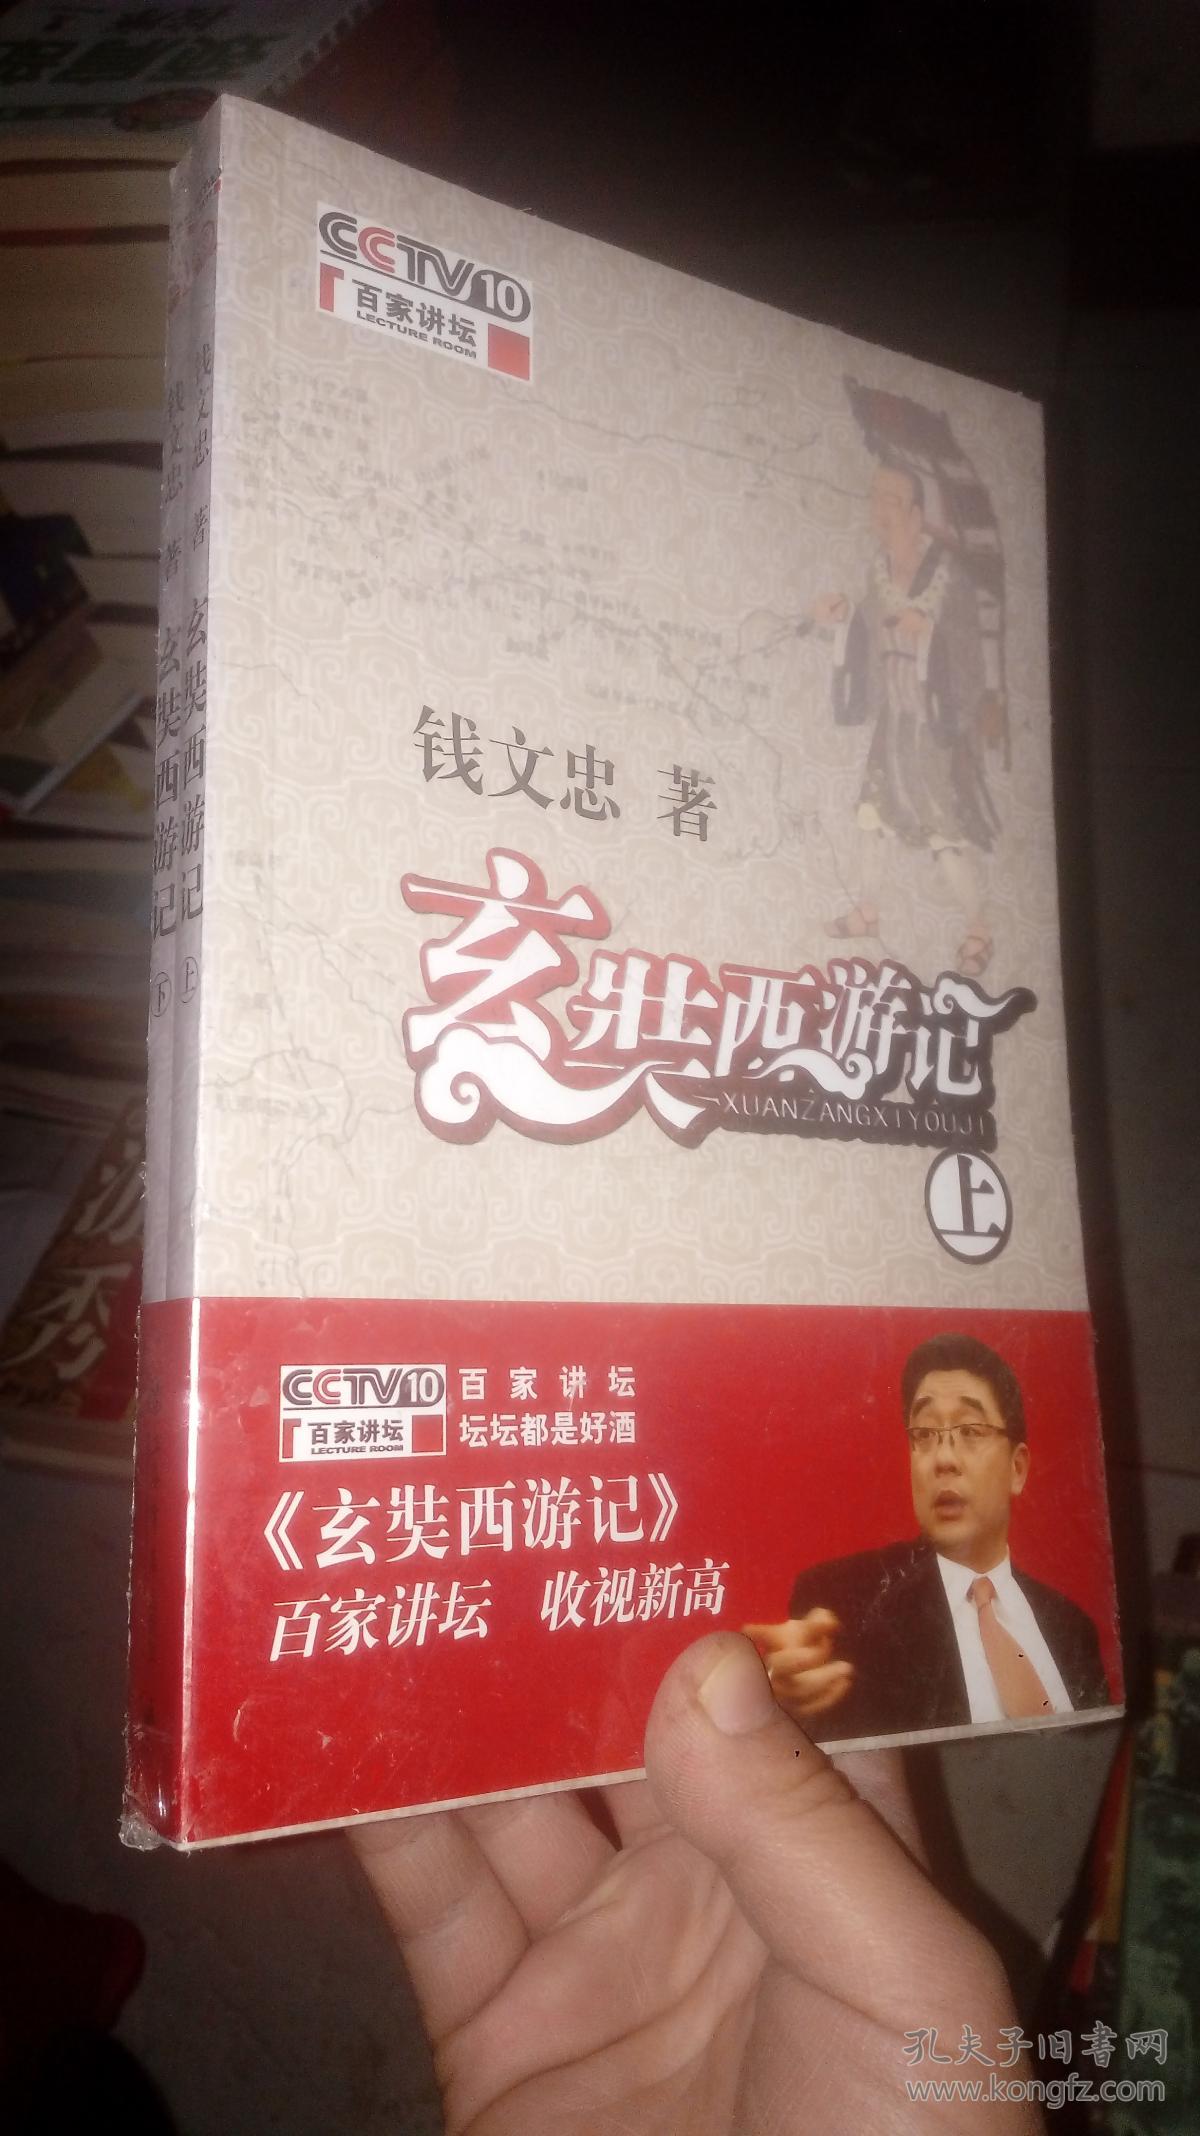 CCTV10
百家讲坛
LECTURE ROOM
钱文忠 著
玄奘西游记
XUANZANGXIYOUJI
上
CCTV10
百家讲坛
LECTURE ROOM
百家讲坛
坛坛都是好酒
《玄奘西游记》
百家讲坛 收视新高
钱文忠 著 玄奘西游记 上
钱文忠 著 玄奘西游记 下
秀
孔夫子旧书网
www.kongfz.com